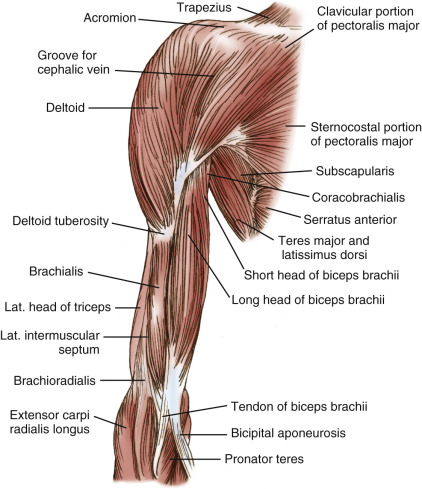 Trapezius
Acromion
Clavicular portion
of pectoralis major
Groove for
cephalic vein
Deltoid
Sternocostal portion
of pectoralis major
Subscapularis
Coracobrachialis
Serratus anterior
Deltoid tuberosity
Teres major and
latissimus dorsi
Short head of biceps brachii
Brachialis
Long head of biceps brachii
Lat. head of triceps
Lat. intermuscular
septum
Brachioradialis
Tendon of biceps brachii
Extensor carpi
radialis longus
Bicipital aponeurosis
Pronator teres